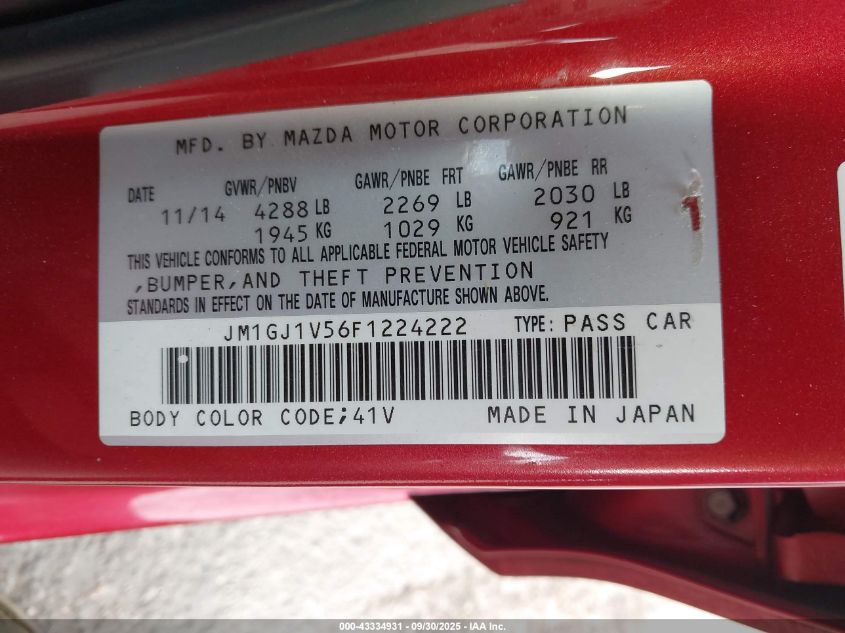 MFD. BY MAZDA MOTOR CORPORATION
DATE GVWR/PNBV GAWR/PNBE FRT GAWR/PNBE RR
11/14 4288 LB 2269 LB 2030 LB
1945 KG 1029 KG 921 KG
THIS VEHICLE CONFORMS TO ALL APPLICABLE FEDERAL MOTOR VEHICLE SAFETY
,BUMPER,AND THEFT PREVENTION
STANDARDS IN EFFECT ON THE DATE OF MANUFACTURE SHOWN ABOVE.
JM1GJ1V56F1224222 TYPE: PASS CAR
BODY COLOR CODE;41V MADE IN JAPAN
000-43334931 - 09/30/2025 - IAA Inc.